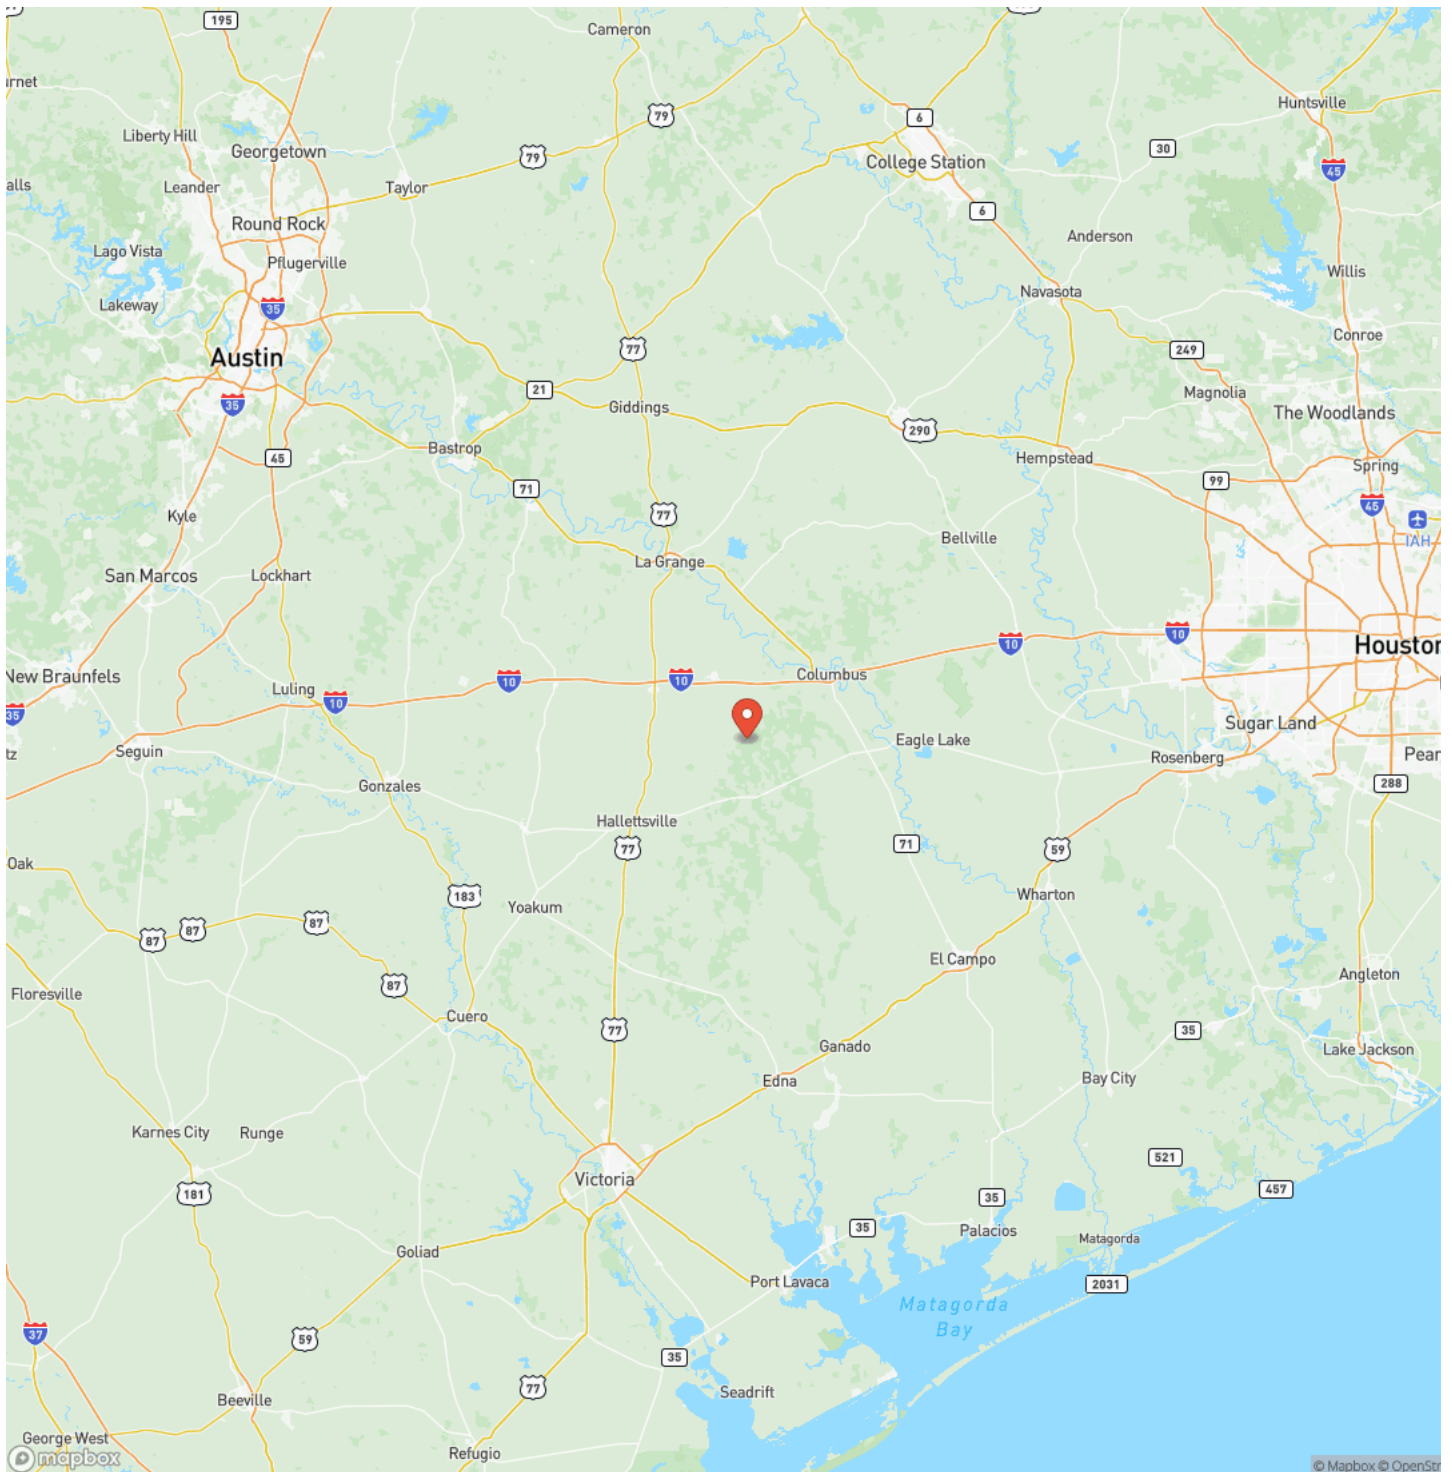 195
Cameron
79
Huntsville
Liberty Hill
Georgetown
79
6
College Station
30
45
Leander
Taylor
Round Rock
6
Anderson
Lago Vista
Pflugerville
Willis
Lakeway
35
Navasota
Austin
77
249
Conroe
35
21
Giddings
Magnolia
The Woodlands
Bastrop
290
Hempstead
Spring
45
71
99
45
Kyle
77
IAH
Bellville
San Marcos
Lockhart
La Grange
10
10
Houston
New Braunfels
Luling
10
10
10
Columbus
35
Seguin
Eagle Lake
Sugar Land
Rosenberg
Pear
Gonzales
288
Hallettsville
77
71
59
Oak
183
Wharton
Yoakum
87
87
87
El Campo
Angleton
Floresville
87
Cuero
77
Ganado
35
Lake Jackson
Edna
Bay City
Karnes City
Runge
521
Victoria
181
35
457
Goliad
35
Palacios
Matagorda
Port Lavaca
2031
Matagorda
Bay
37
59
35
77
Seadrift
Beeville
George West
Refugio
mapbox
© Mapbox © OpenStr